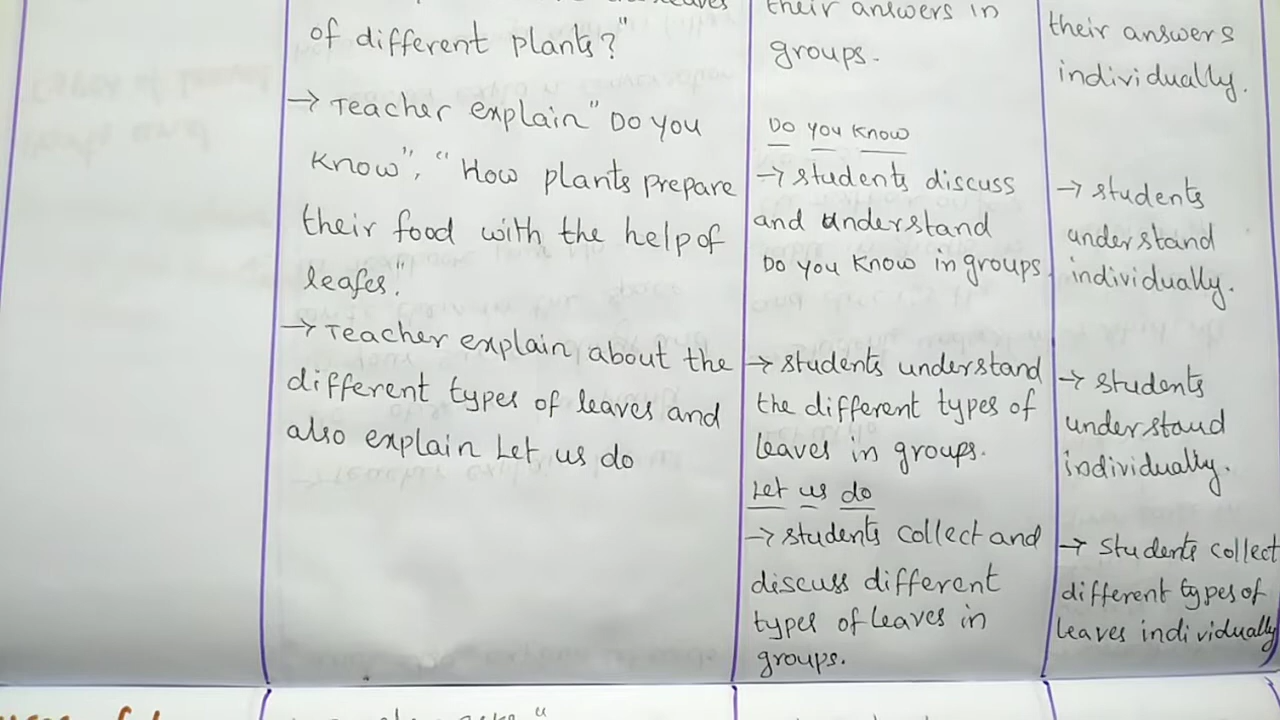 of different plants?"
→ Teacher explain "Do you
know", "How plants prepare
their food with the help of
leafes."
→ Teacher explain about the
different types of leaves and
also explain Let us do
their answers in
groups.
Do you know
→ students discuss
and understand
Do you know in groups.
→ students understand
the different types of
leaves in groups.
Let us do
→ students collect and
discuss different
types of leaves in
groups.
their answers
individually.
→ students
understand
individually.
→ students
understand
individually.
→ students collect
different types of
leaves individually